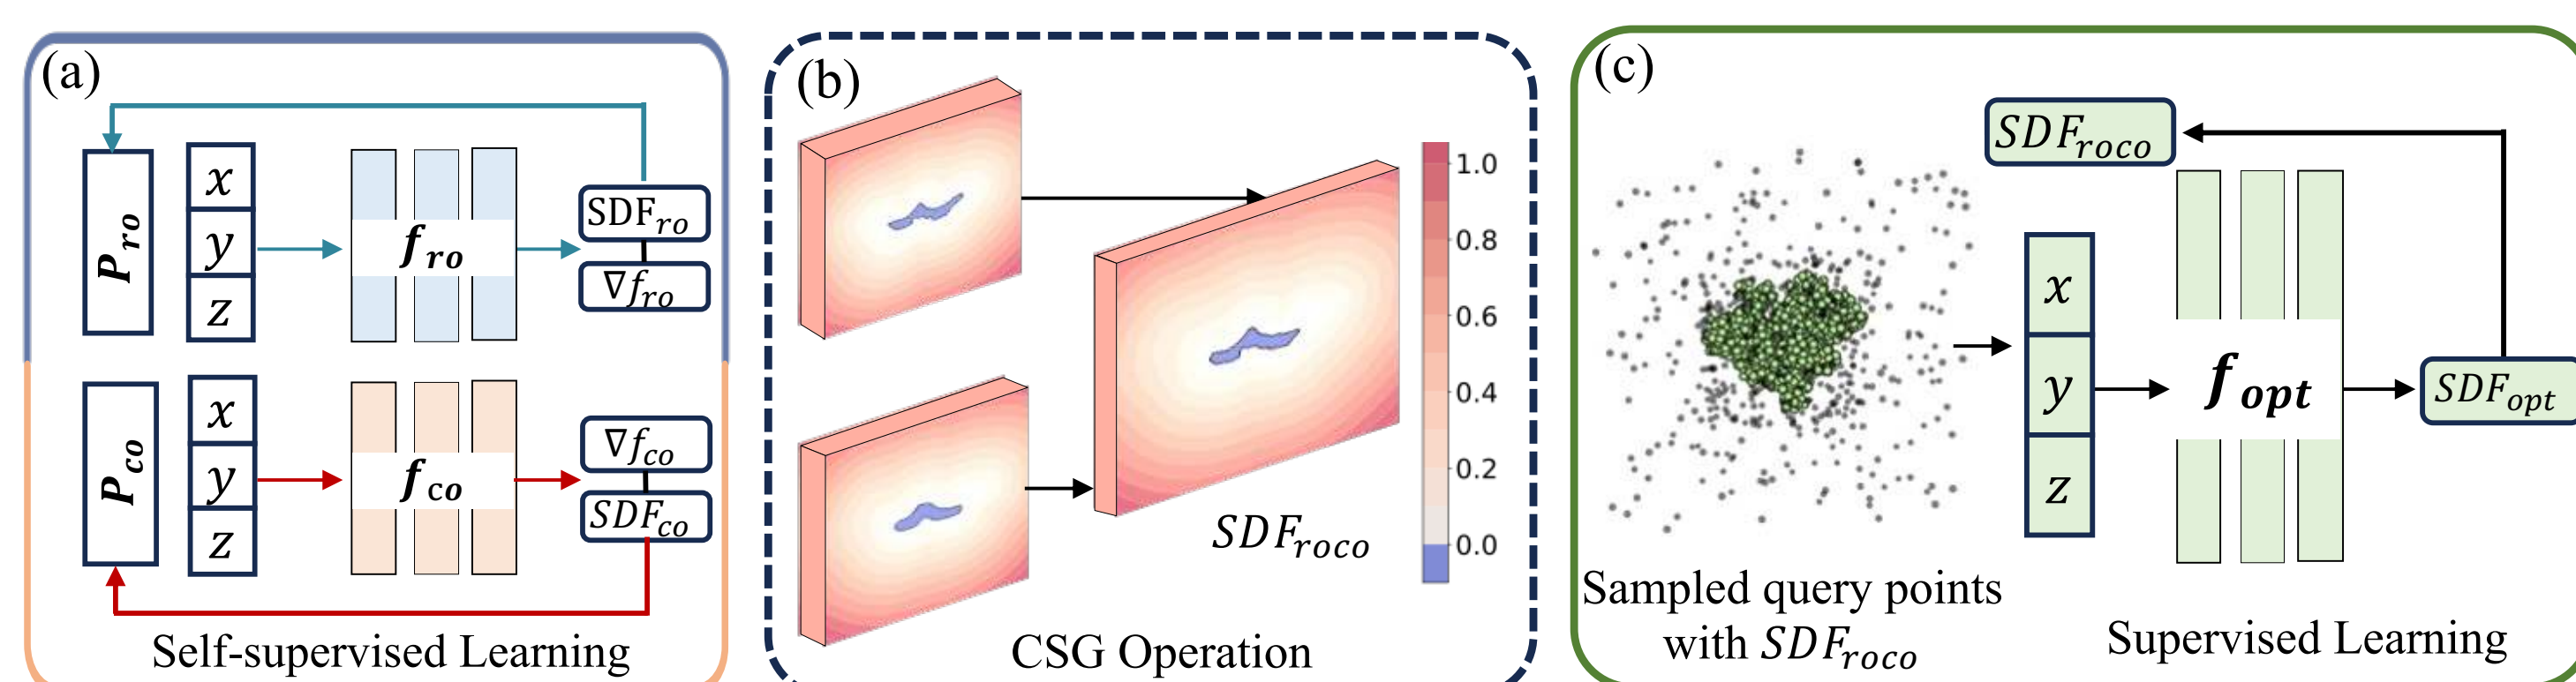 (a)
P_ro
x
y
z
f_ro
SDF_ro
∇f_ro
P_co
x
y
z
f_co
∇f_co
SDF_co
Self-supervised Learning
(b)
1.0
0.8
0.6
0.4
0.2
0.0
SDF_roco
CSG Operation
(c)
SDF_roco
x
y
z
f_opt
SDF_opt
Sampled query points
with SDF_roco
Supervised Learning